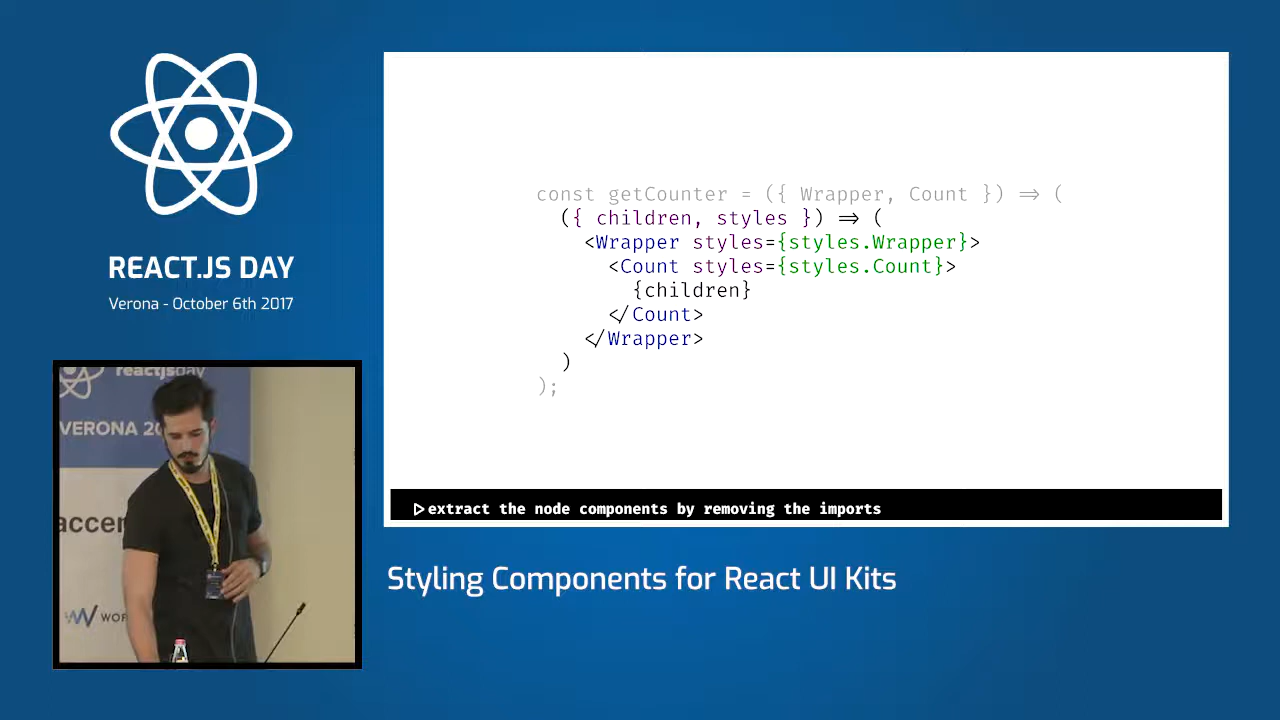 REACT.JS DAY
Verona - October 6th 2017
const getCounter = ({ Wrapper, Count }) => (
({ children, styles }) => (
<Wrapper styles={styles.Wrapper}>
<Count styles={styles.Count}>
{children}
</Count>
</Wrapper>
)
);
▷extract the node components by removing the imports
Styling Components for React UI Kits
reactjsday
VERONA 20
accen
WOR